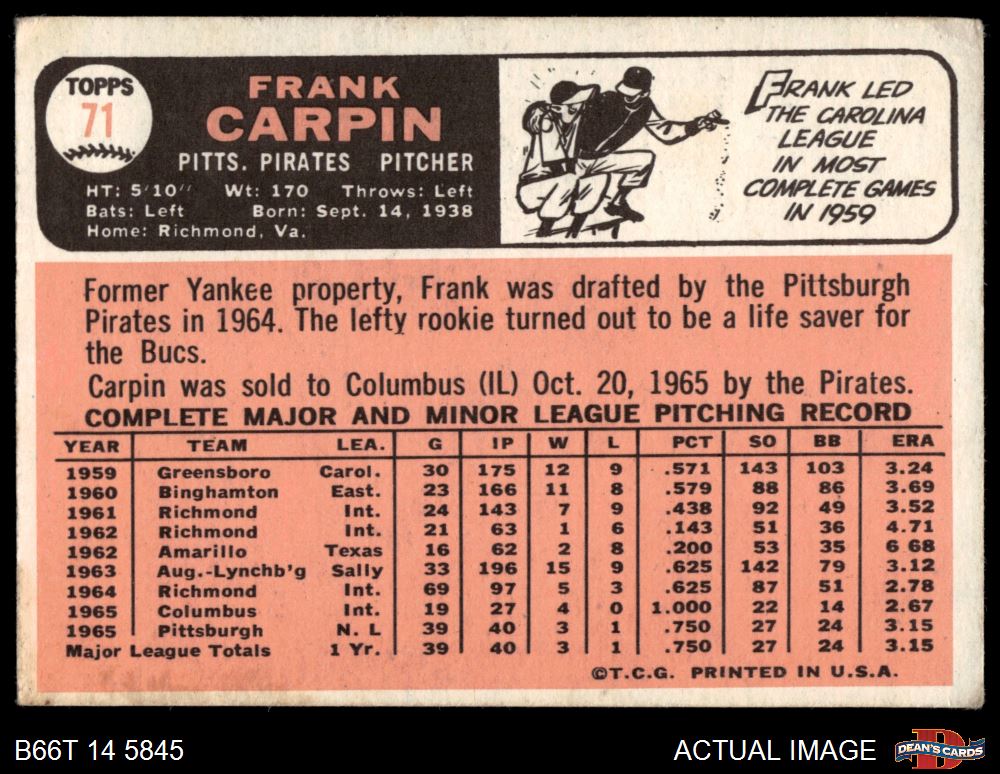 TOPPS
71
FRANK
CARPIN
PITTS. PIRATES PITCHER
HT: 5'10" Wt: 170 Throws: Left
Bats: Left Born: Sept. 14, 1938
Home: Richmond, Va.
FRANK LED
THE CAROLINA
LEAGUE
IN MOST
COMPLETE GAMES
IN 1959
Former Yankee property, Frank was drafted by the Pittsburgh
Pirates in 1964. The lefty rookie turned out to be a life saver for
the Bucs.
Carpin was sold to Columbus (IL) Oct. 20, 1965 by the Pirates.
COMPLETE MAJOR AND MINOR LEAGUE PITCHING RECORD
YEAR TEAM LEA. G IP W L PCT SO BB ERA
1959 Greensboro Carol. 30 175 12 9 .571 143 103 3.24
1960 Binghamton East. 23 166 11 8 .579 88 86 3.69
1961 Richmond Int. 24 143 7 9 .438 92 49 3.52
1962 Richmond Int. 21 63 1 6 .143 51 36 4.71
1962 Amarillo Texas 16 62 2 8 .200 53 35 6 68
1963 Aug.-Lynchb'g Sally 33 196 15 9 .625 142 79 3.12
1964 Richmond Int. 69 97 5 3 .625 87 51 2.78
1965 Columbus Int. 19 27 4 0 1.000 22 14 2.67
1965 Pittsburgh N. L 39 40 3 1 .750 27 24 3.15
Major League Totals 1 Yr. 39 40 3 1 .750 27 24 3.15
©T.C.G. PRINTED IN U.S.A.
B66T 14 5845
ACTUAL IMAGE
DEAN'S CARDS